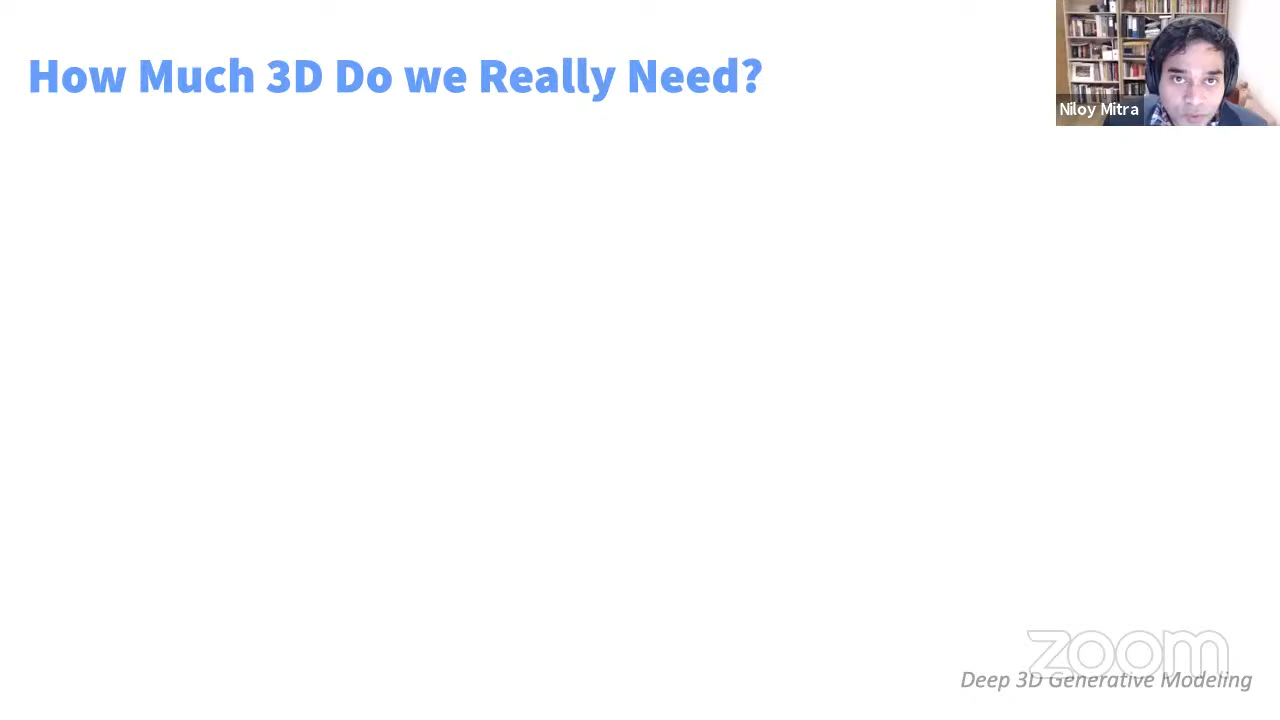 How Much 3D Do we Really Need?
Niloy Mitra
zoom
Deep 3D Generative Modeling